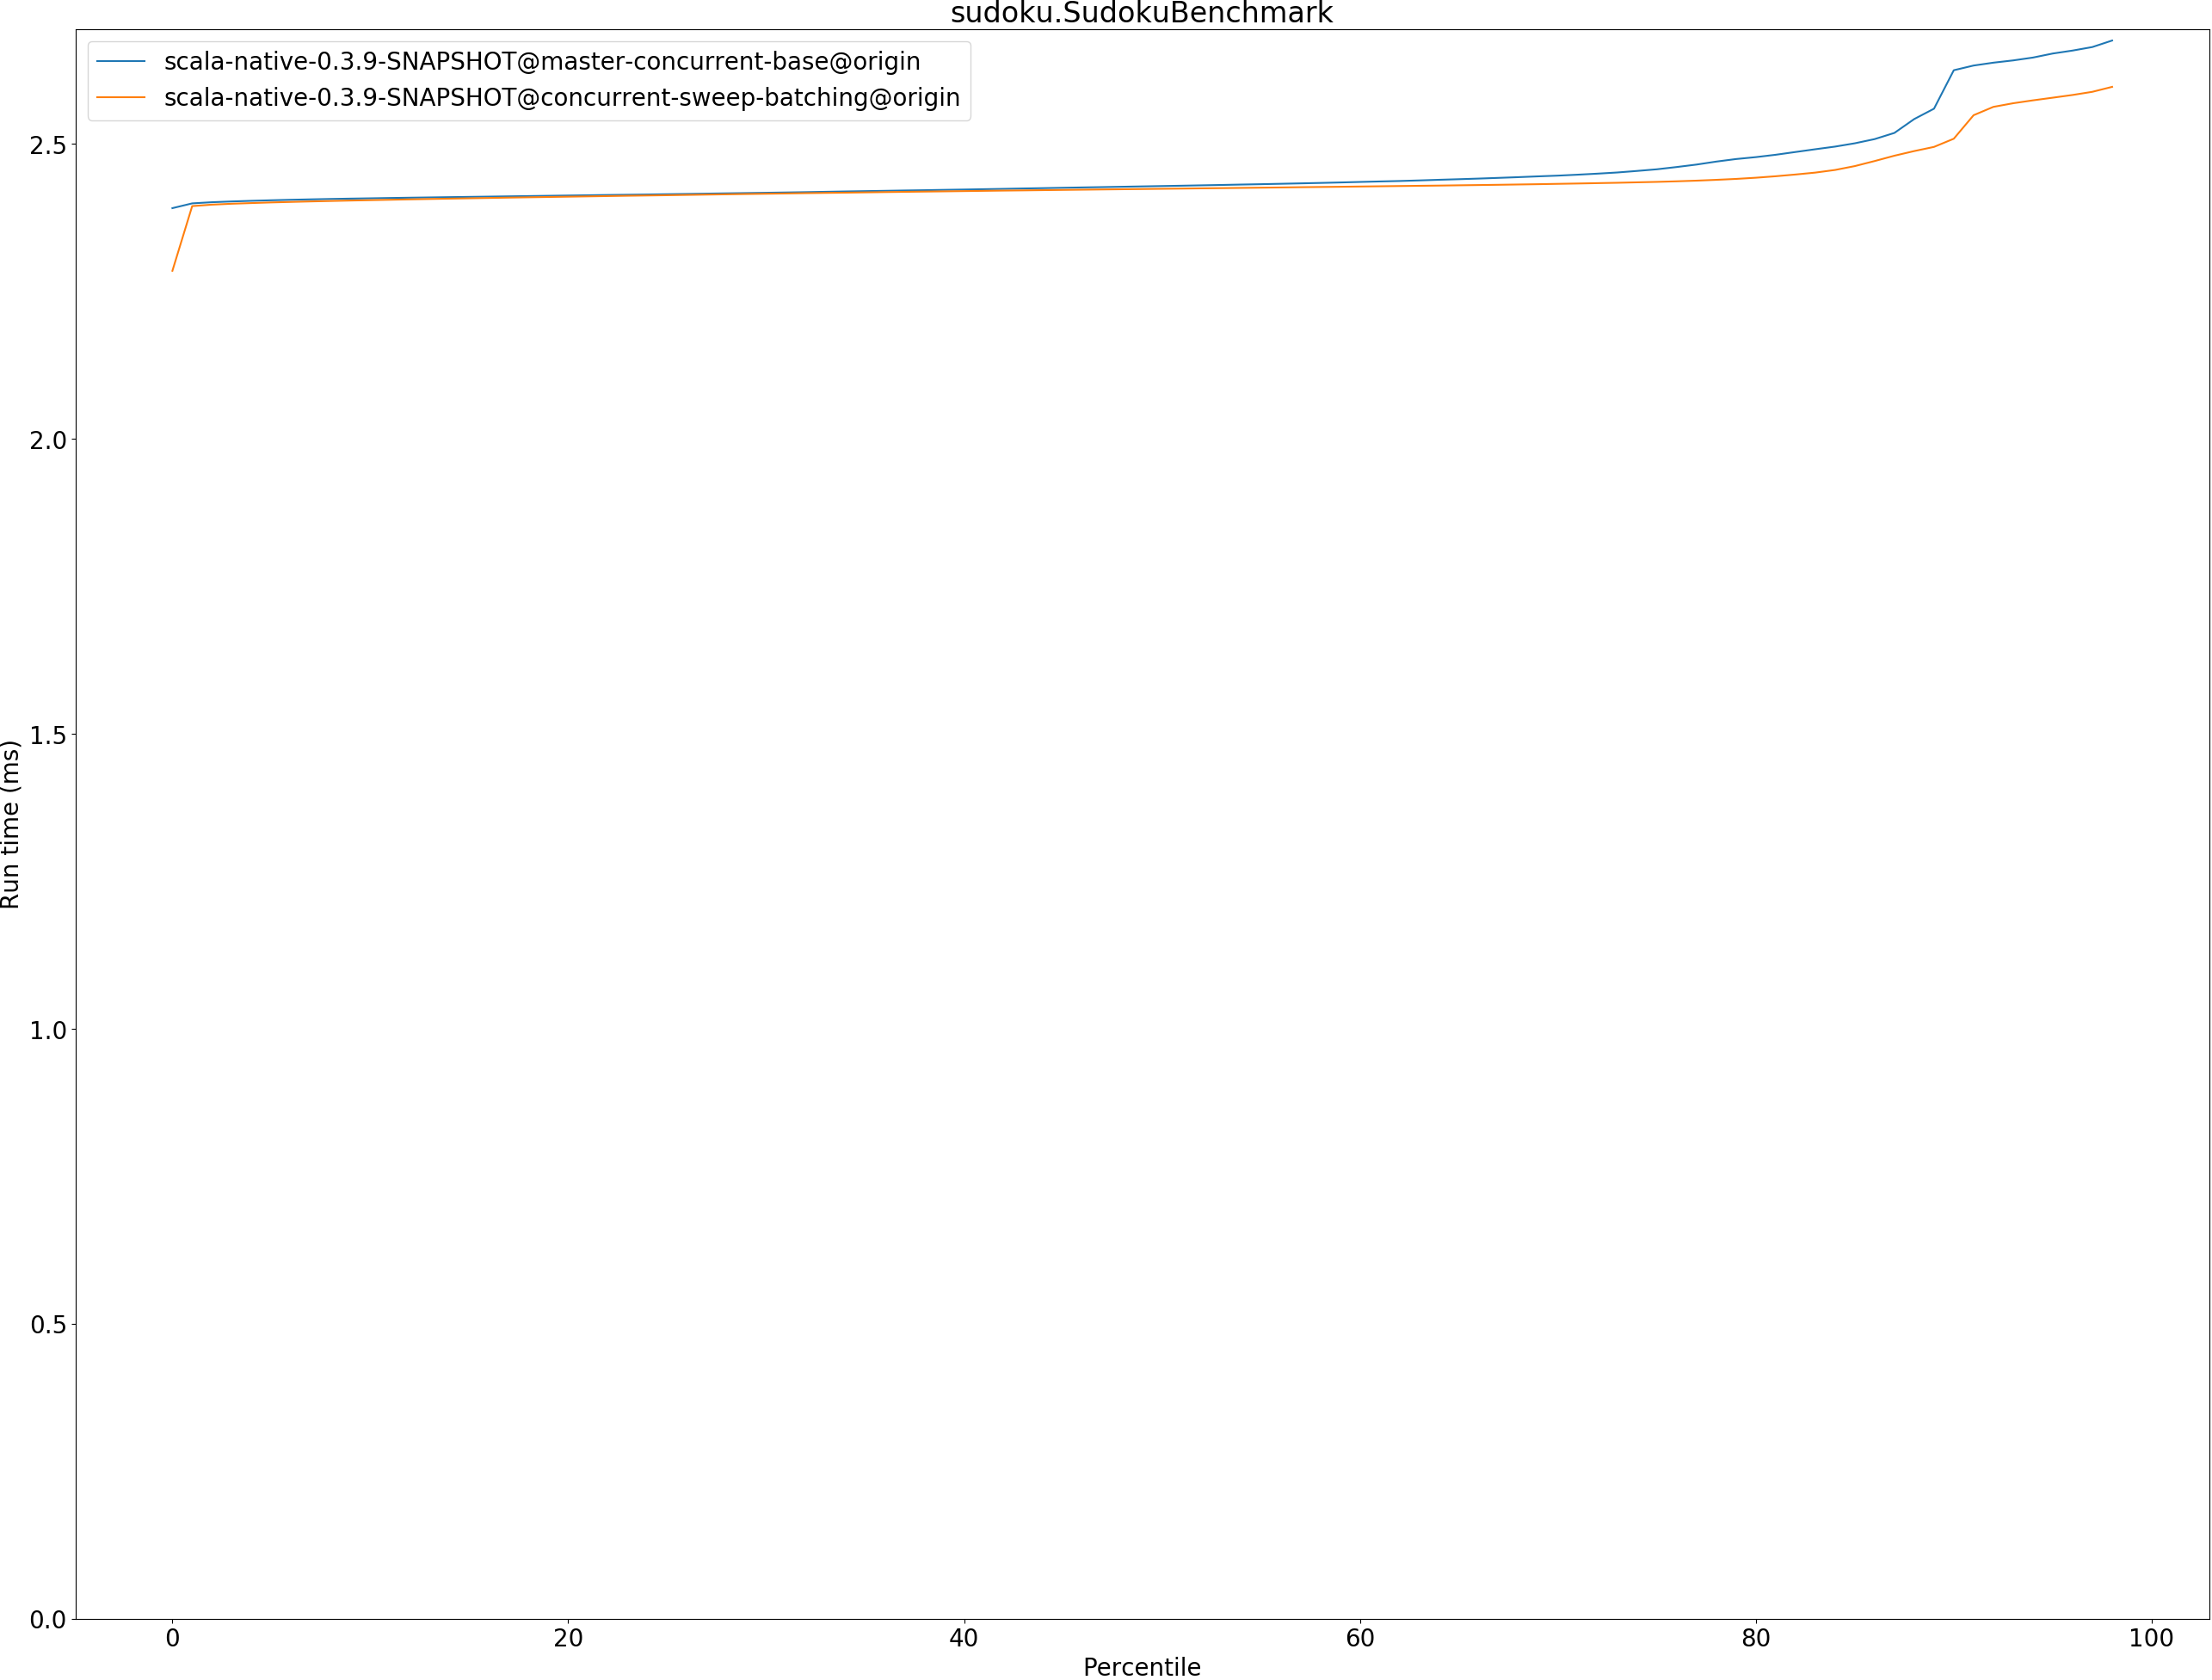 sudoku.SudokuBenchmark
scala-native-0.3.9-SNAPSHOT@master-concurrent-base@origin
scala-native-0.3.9-SNAPSHOT@concurrent-sweep-batching@origin
2.5
2.0
1.5
1.0
0.5
0.0
Run time (ms)
0 20 40 60 80 100
Percentile